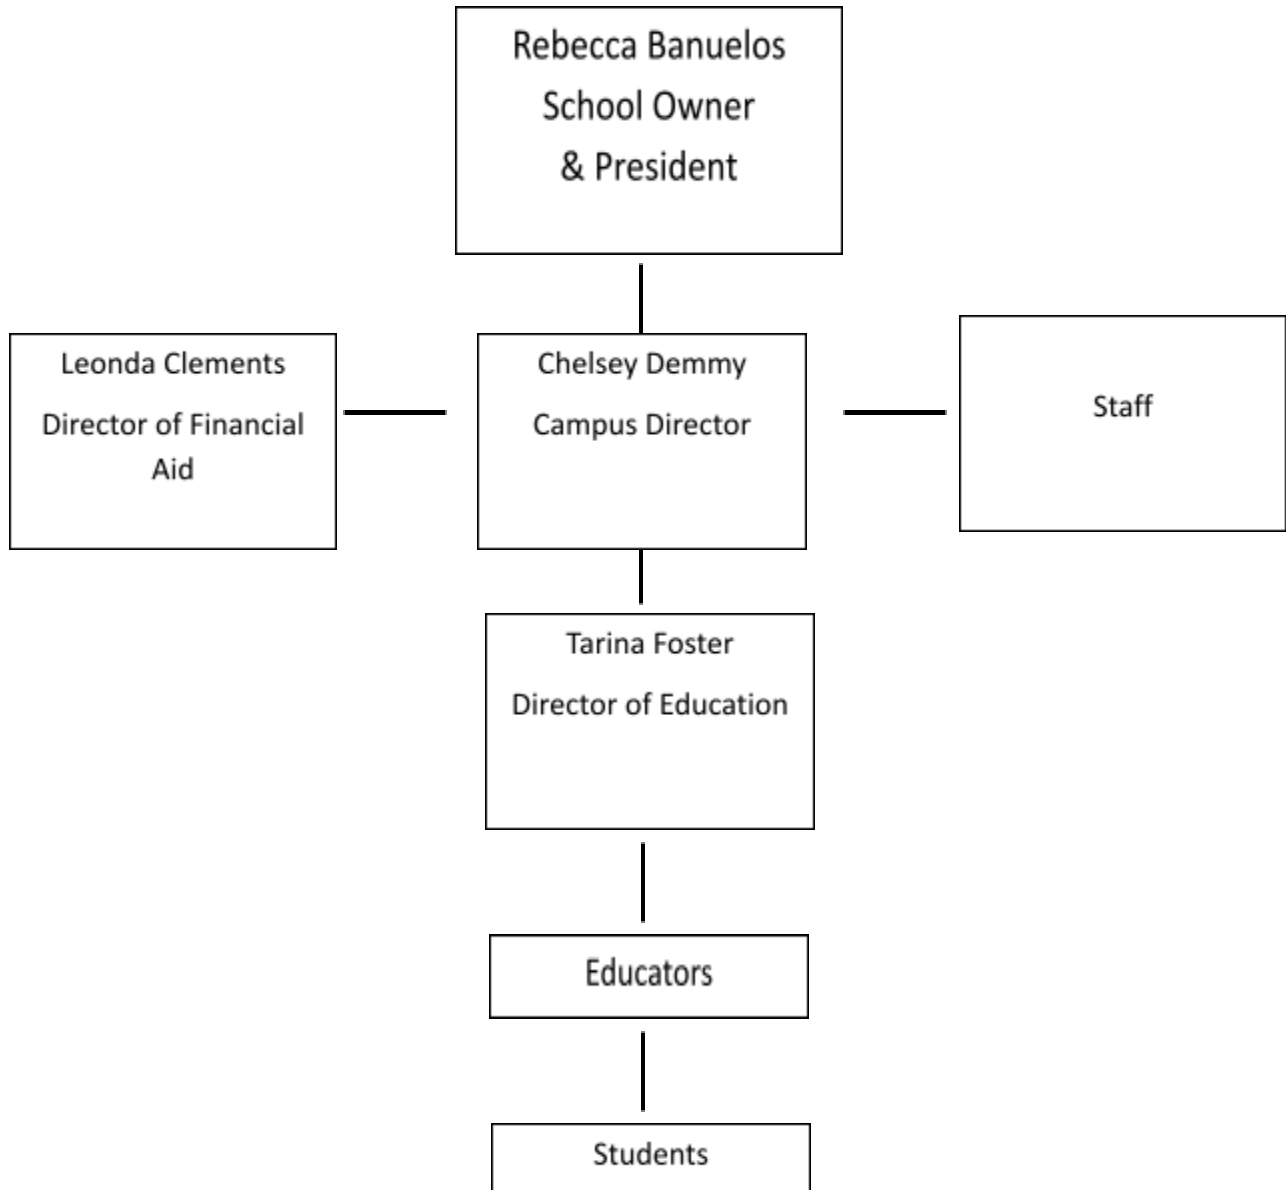 Rebecca Banuelos
School Owner
& President
Leonda Clements
Director of Financial
Aid
Chelsey Demmy
Campus Director
Staff
Tarina Foster
Director of Education
Educators
Students